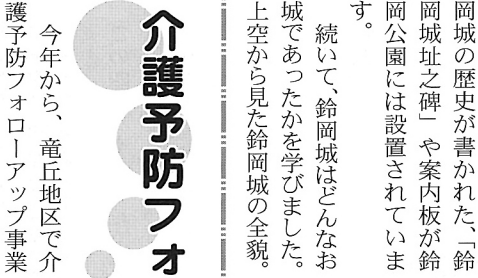 岡城の歴史が書かれた、「鈴
岡城址之碑」や案内板が鈴
岡公園には設置されていま
す。
続いて、鈴岡城はどんなお
城であったかを学びました。
上空から見た鈴岡城の全貌。
介護予防フォ
今年から、竜丘地区で介
護予防フォローアップ事業